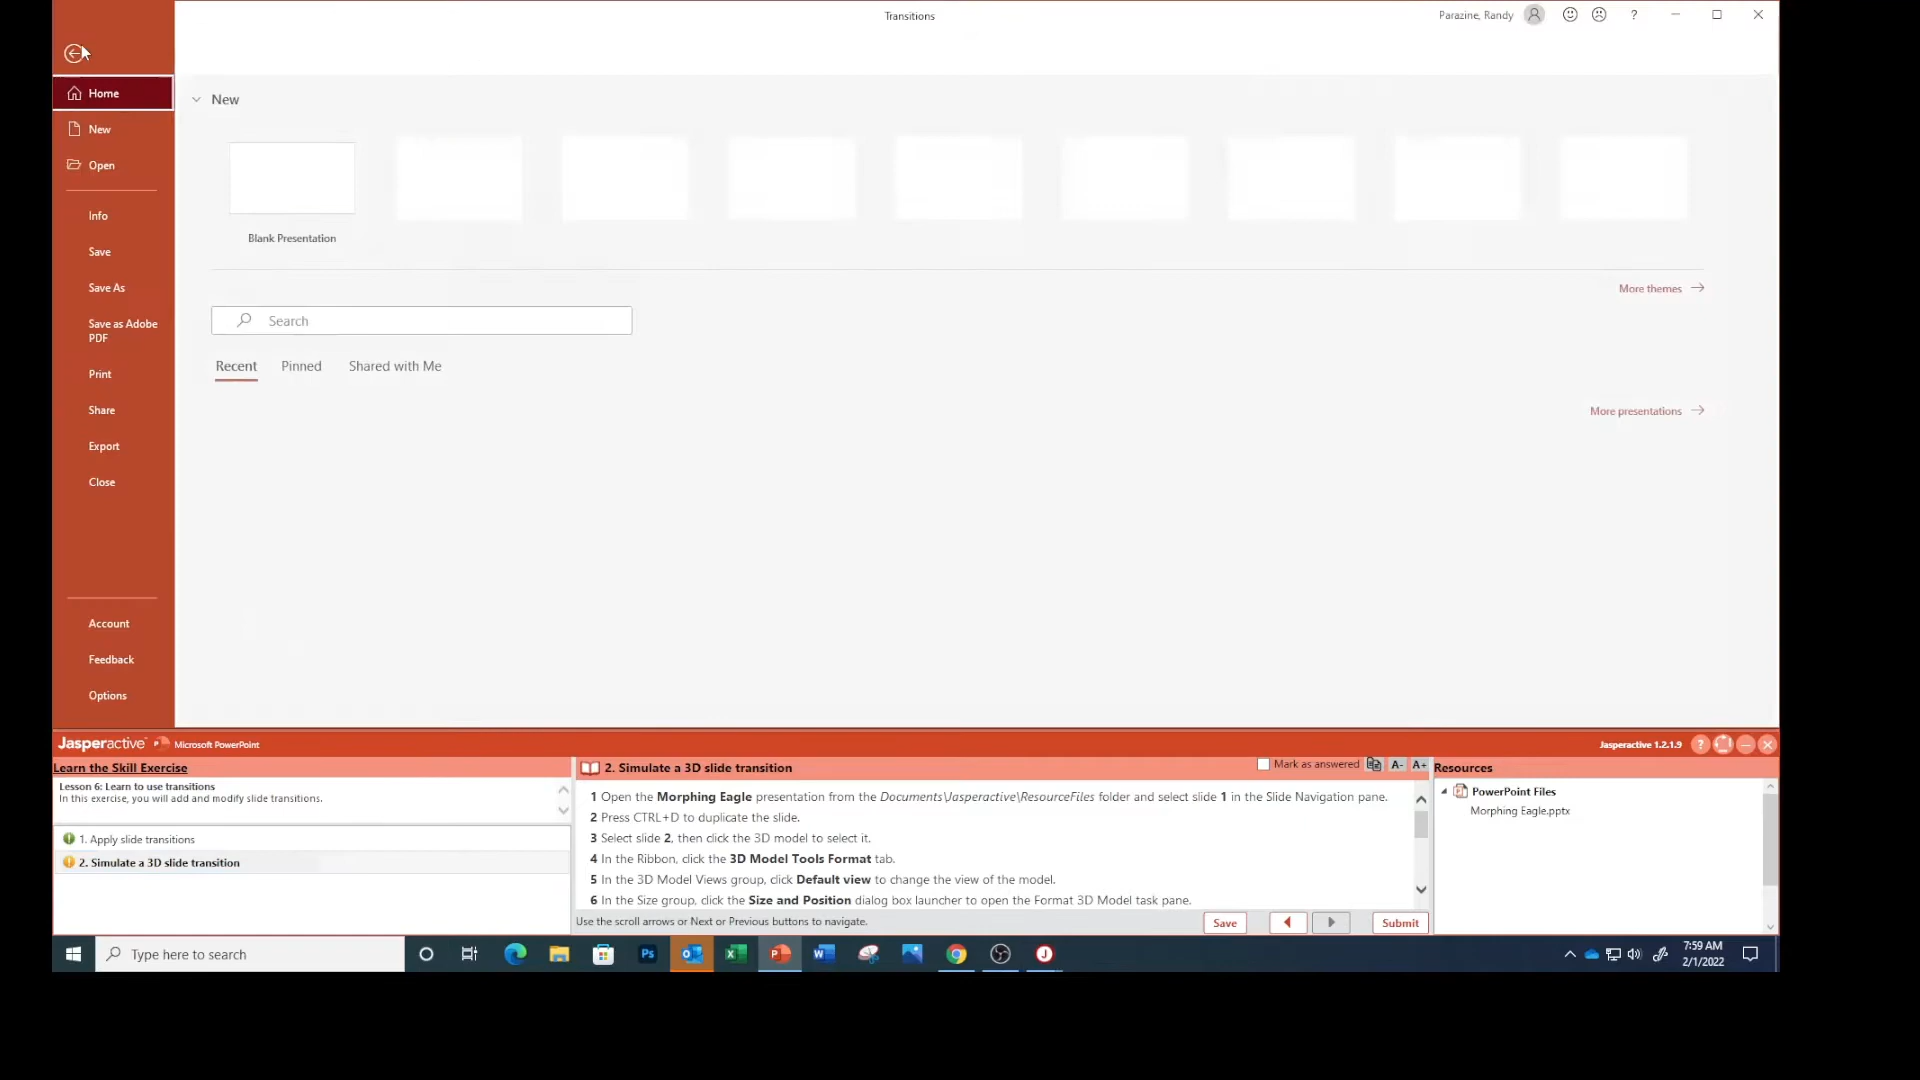 Transitions
Parazine, Randy
?
Home
New
Open
Info
Save
Save As
Save as Adobe
PDF
Print
Share
Export
Close
Account
Feedback
Options
New
Blank Presentation
More themes
Search
Recent Pinned Shared with Me
More presentations
Jasperactive Microsoft PowerPoint
Jasperactive 1.2.1.9 ?
Learn the Skill Exercise
Lesson 6: Learn to use transitions
In this exercise, you will add and modify slide transitions.
1. Apply slide transitions
2. Simulate a 3D slide transition
2. Simulate a 3D slide transition
Mark as answered A- A+
1 Open the Morphing Eagle presentation from the Documents\Jasperactive\ResourceFiles folder and select slide 1 in the Slide Navigation pane.
2 Press CTRL+D to duplicate the slide.
3 Select slide 2, then click the 3D model to select it.
4 In the Ribbon, click the 3D Model Tools Format tab.
5 In the 3D Model Views group, click Default view to change the view of the model.
6 In the Size group, click the Size and Position dialog box launcher to open the Format 3D Model task pane.
Use the scroll arrows or Next or Previous buttons to navigate.
Save
Submit
Resources
PowerPoint Files
Morphing Eagle.pptx
Type here to search
Ps
7:59 AM
2/1/2022